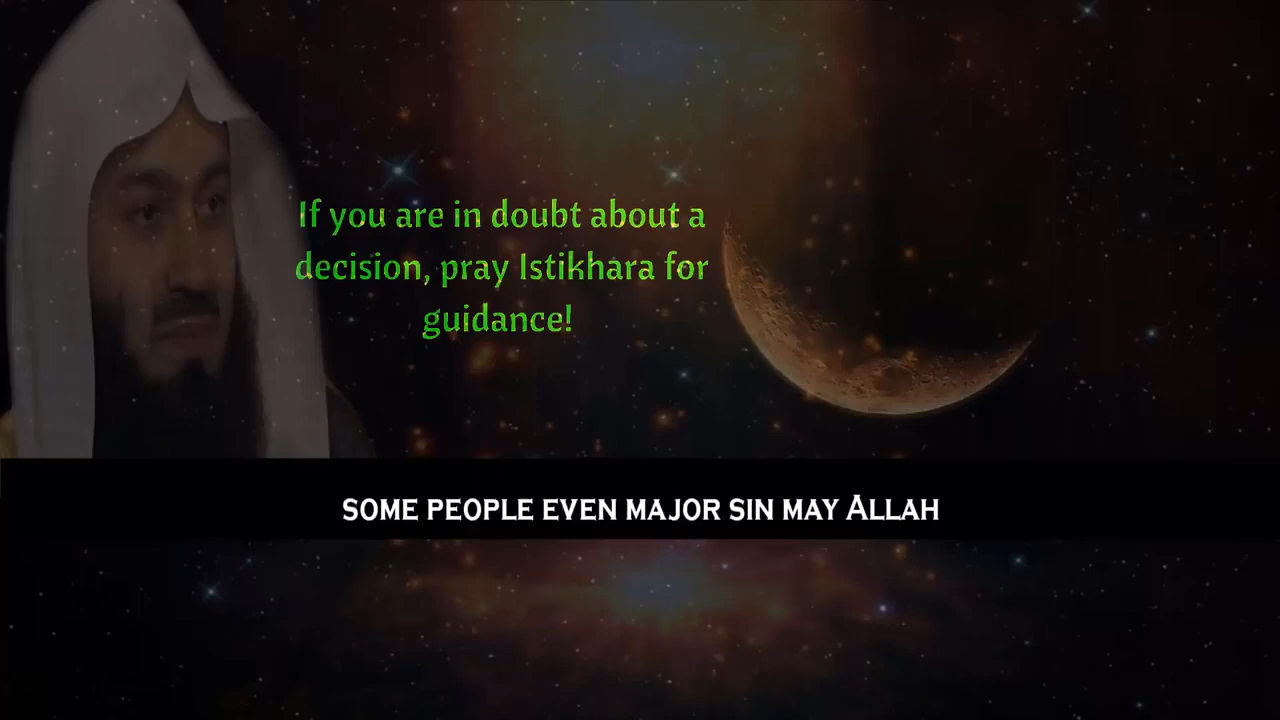 If you are in doubt about a
decision, pray Istikhara for
guidance!
SOME PEOPLE EVEN MAJOR SIN MAY ALLAH